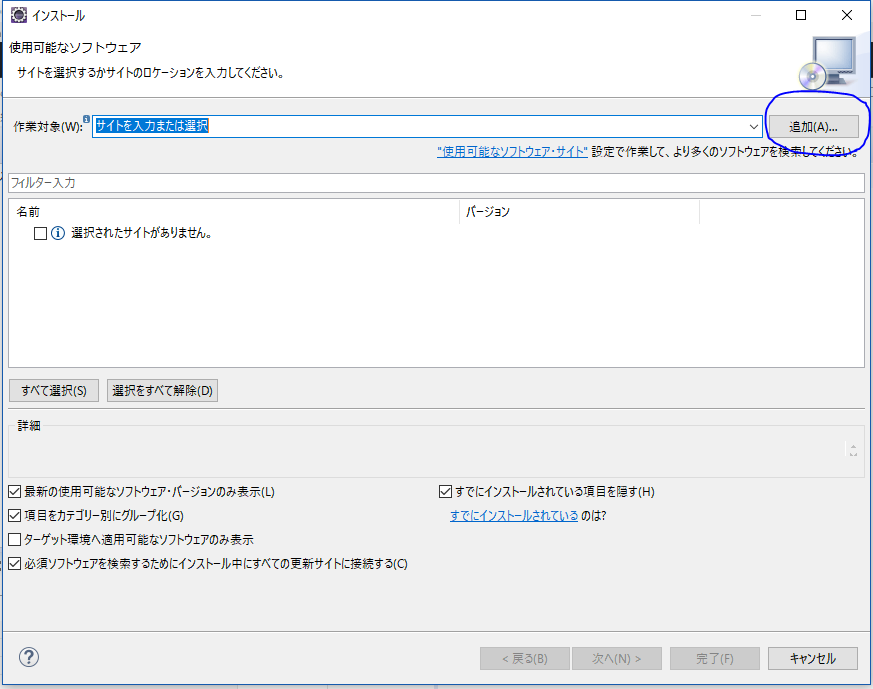 インストール
使用可能なソフトウェア
サイトを選択するかサイトのロケーションを入力してください。
作業対象(W): サイトを入力または選択 追加(A)...
"使用可能なソフトウェア・サイト" 設定で作業して、より多くのソフトウェアを検索してください。
フィルター入力
名前 バージョン
選択されたサイトがありません。
すべて選択(S) 選択をすべて解除(D)
詳細
最新の使用可能なソフトウェア・バージョンのみ表示(L) すでにインストールされている項目を隠す(H)
項目をカテゴリー別にグループ化(G) すでにインストールされている のは?
ターゲット環境へ適用可能なソフトウェアのみ表示
必須ソフトウェアを検索するためにインストール中にすべての更新サイトに接続する(C)
< 戻る(B) 次へ(N) > 完了(F) キャンセル